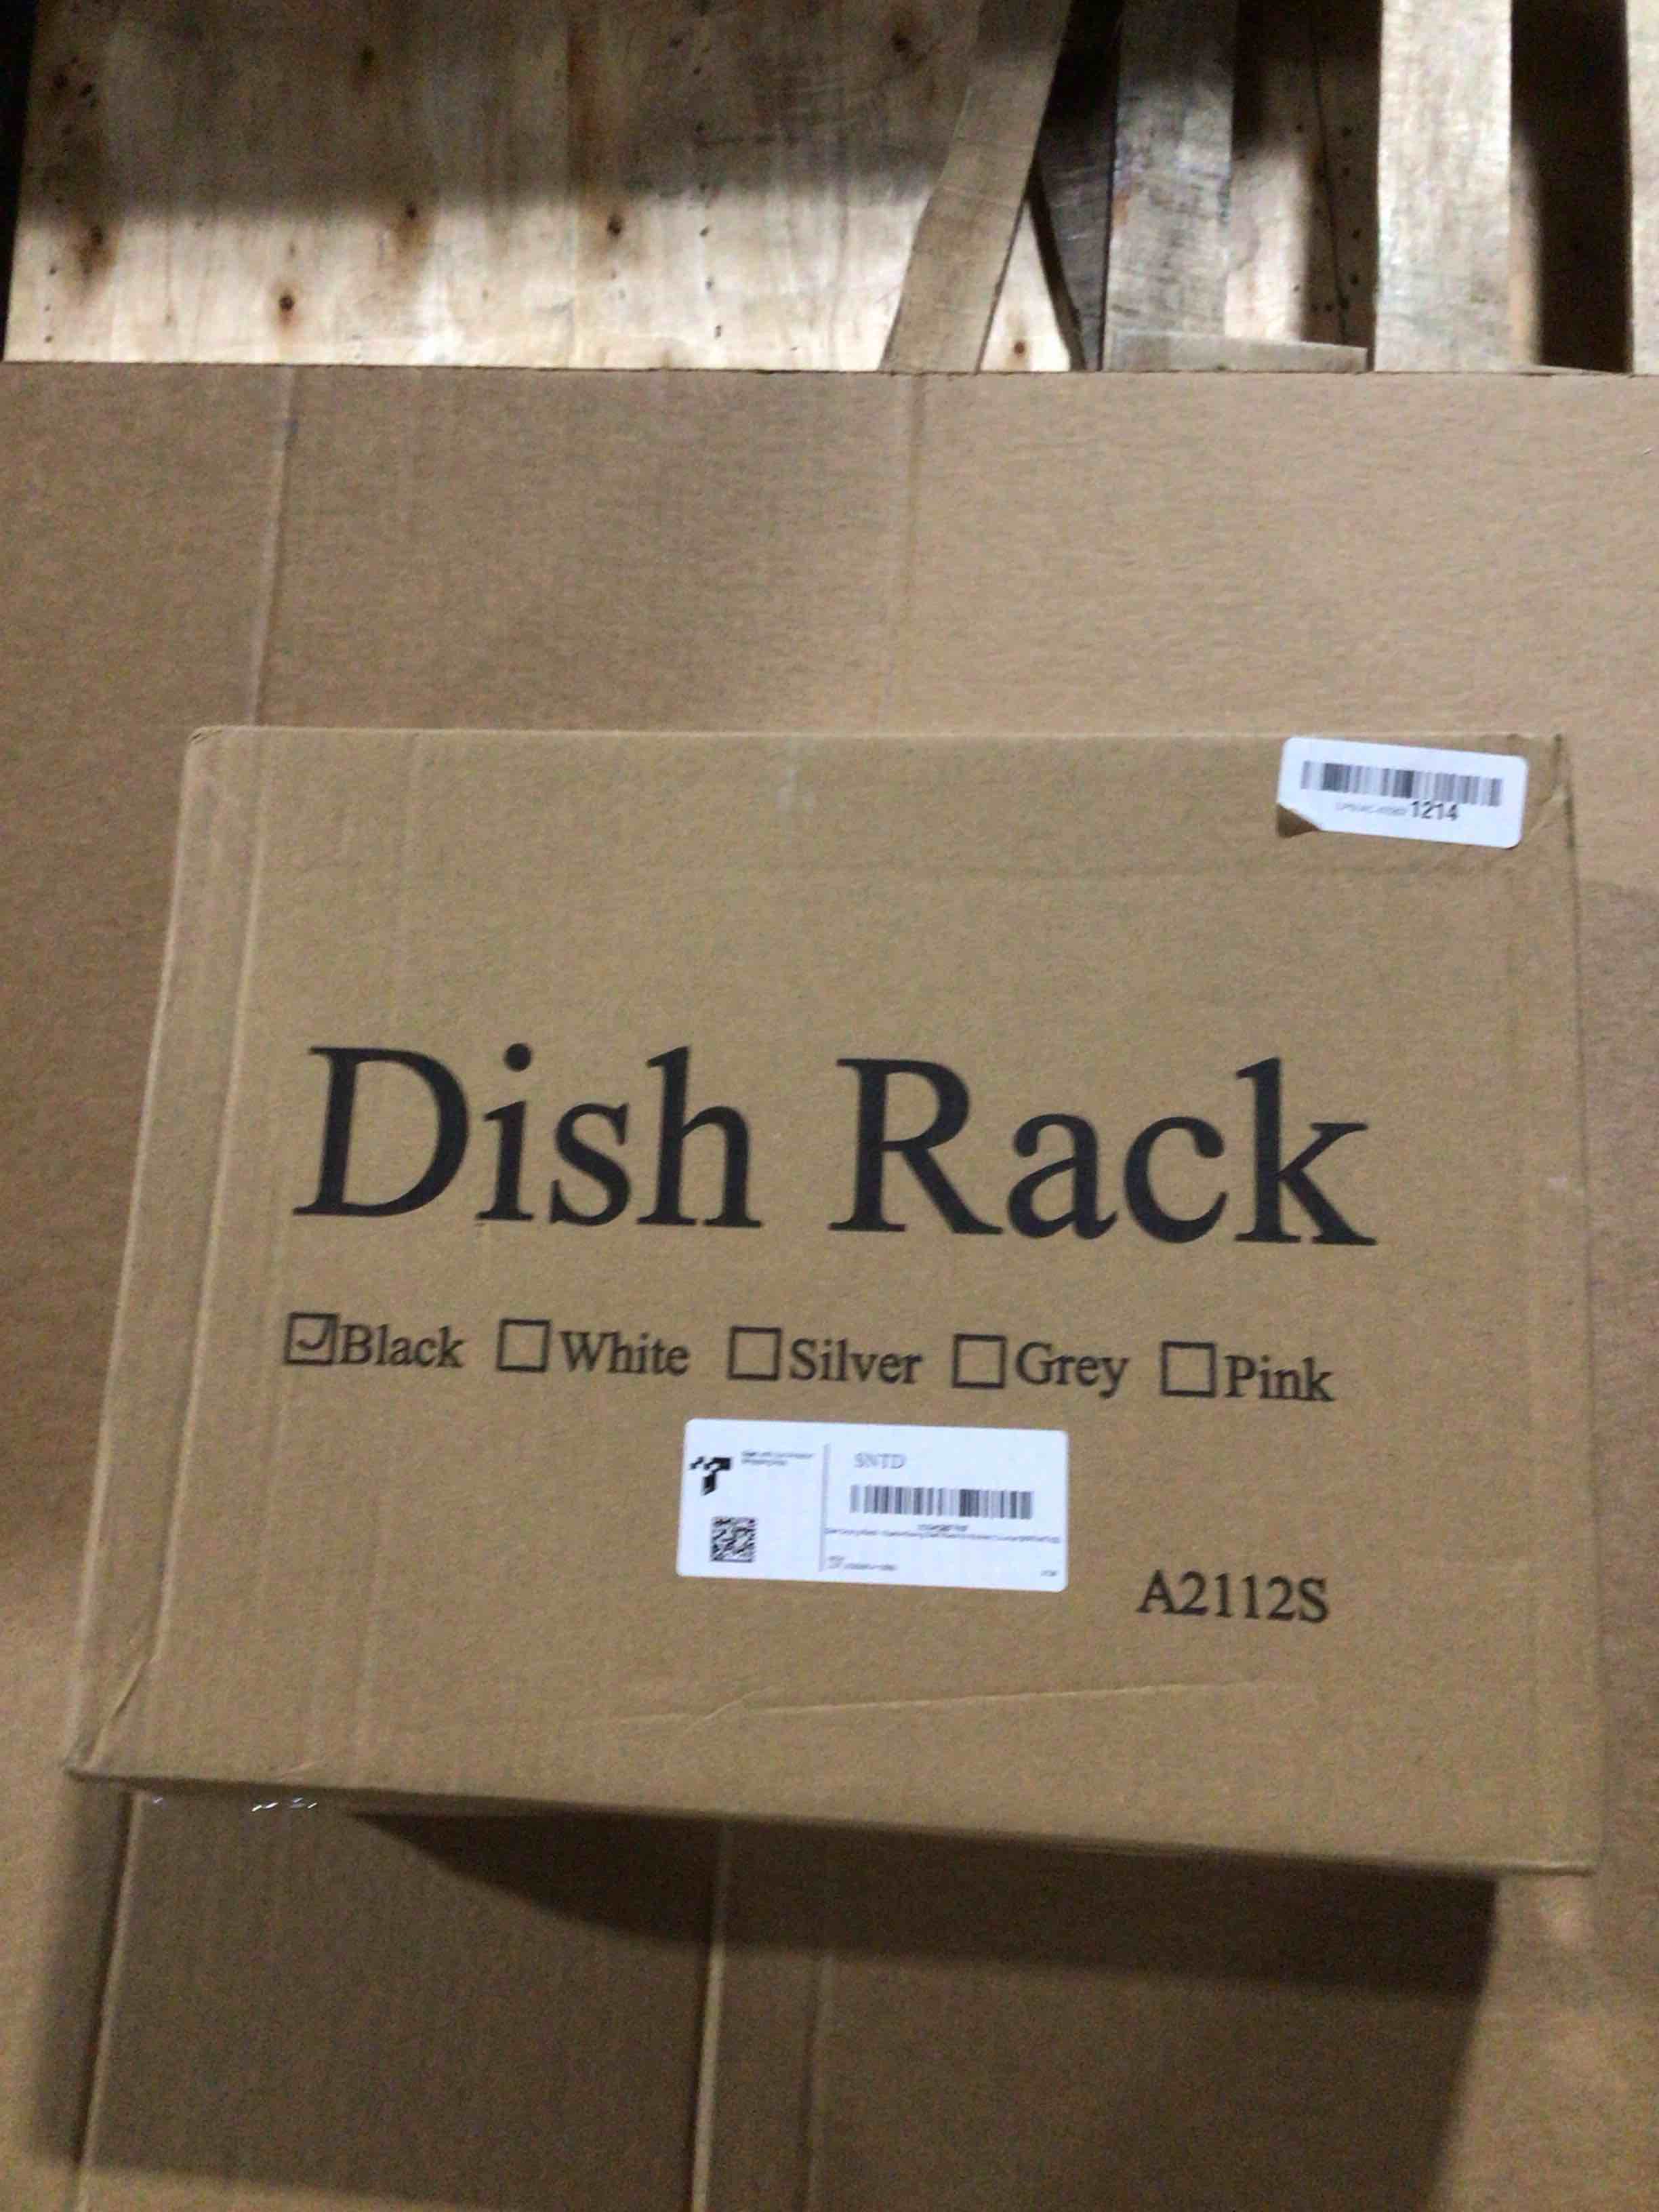 1214
Dish Rack
Black White Silver Grey Pink
SNTD
A2112S